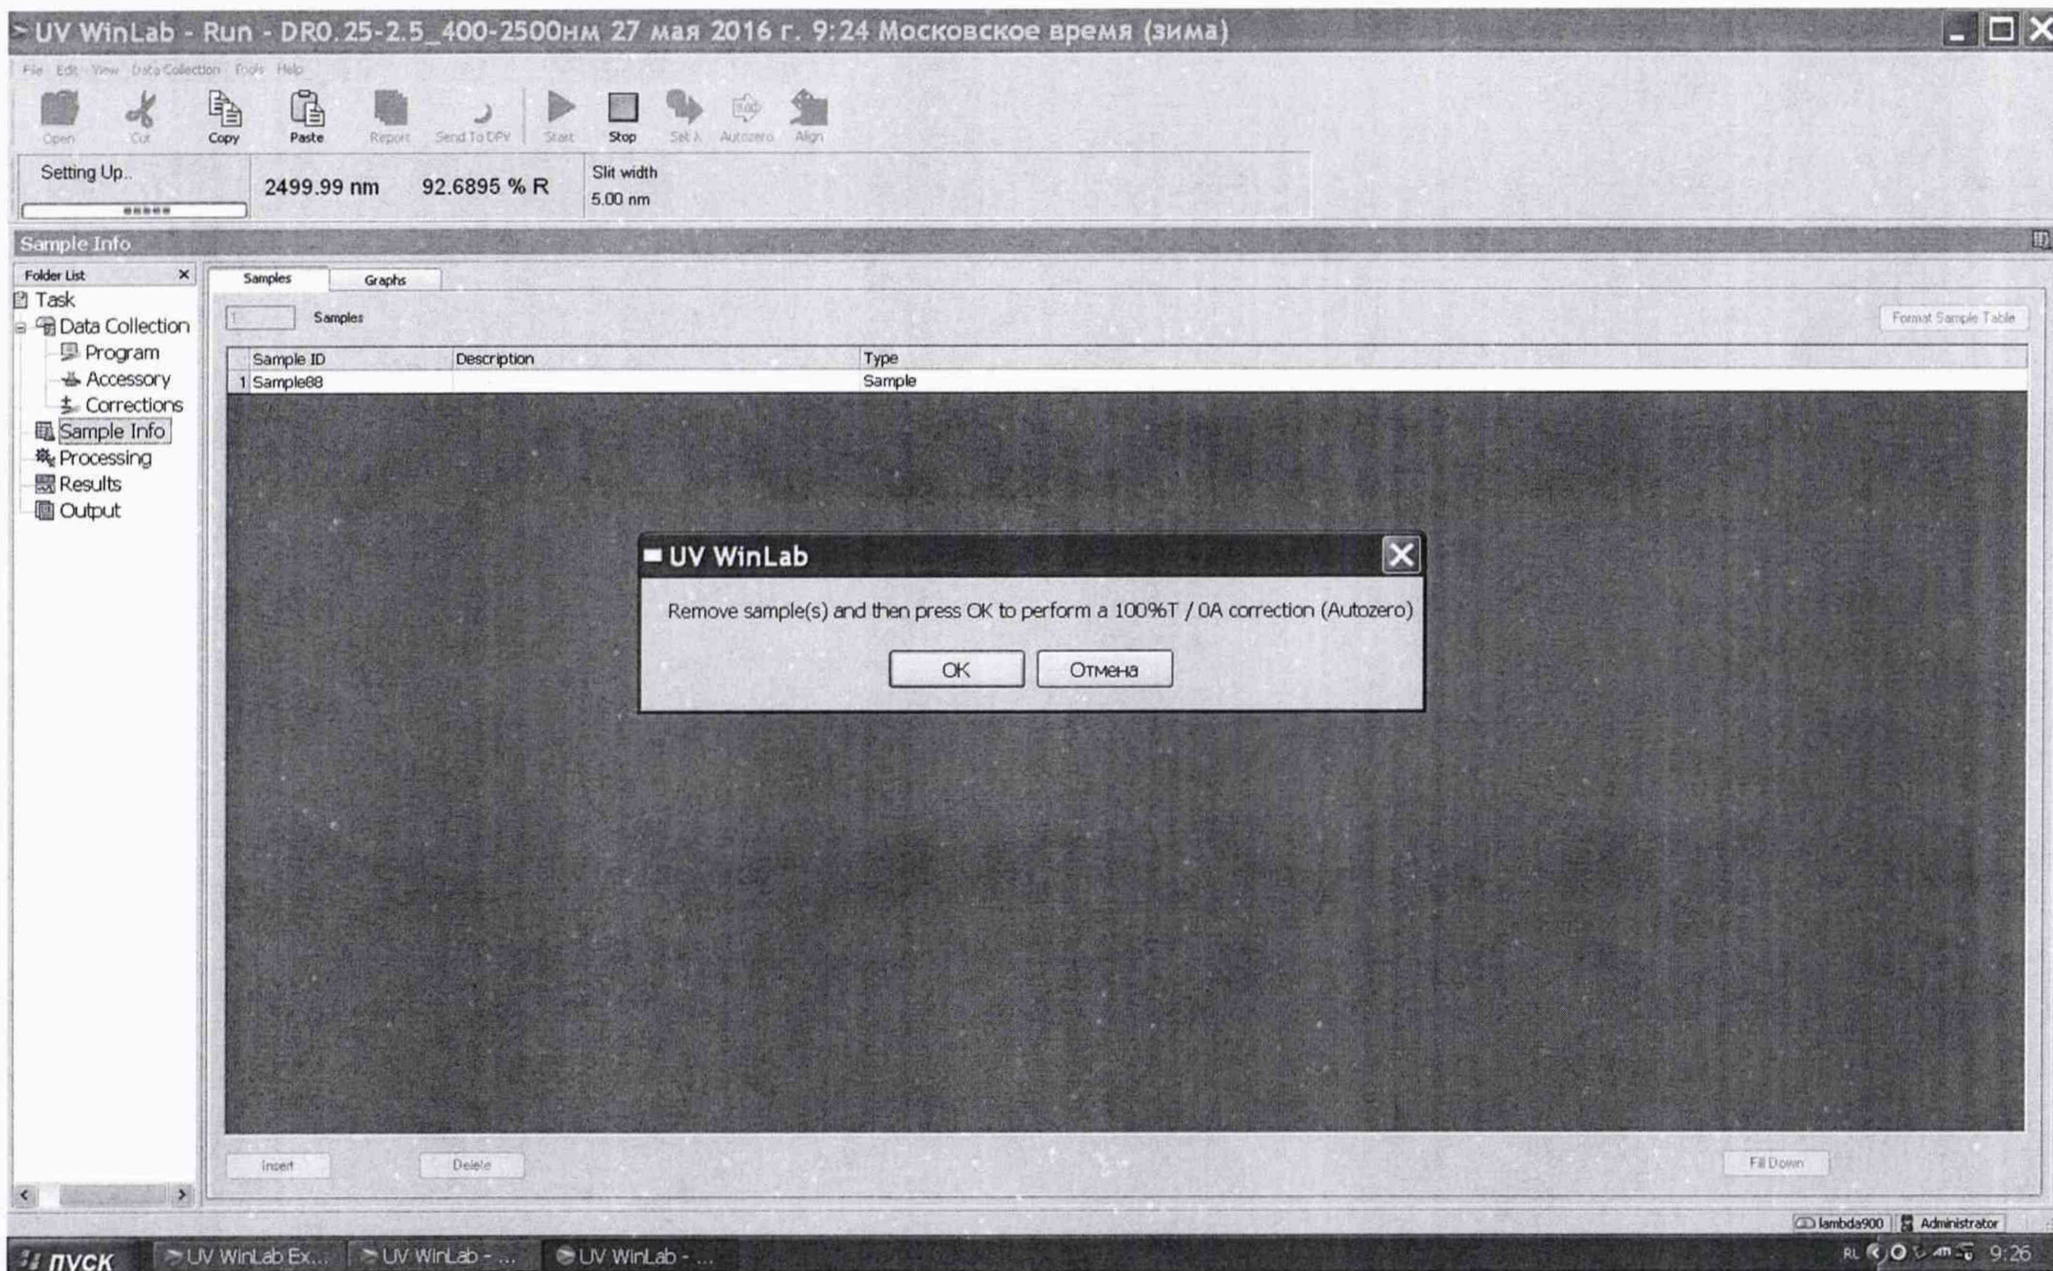 UV WinLab - Run - DR0.25-2.5_400-2500нм 27 мая 2016 г. 9:24 Московское время (зима)
File Edit View Data Collection Tools Help
Open Cut Copy Paste Report Send To DPV Start Stop Set λ Autozero Align
Setting Up..
2499.99 nm 92.6895 % R
Slit width
5.00 nm
Sample Info
Folder List
Task
Data Collection
Program
Accessory
Corrections
Sample Info
Processing
Results
Output
Samples Graphs
1 Samples
Format Sample Table
Sample ID Description Type
1 Sample88 Sample
UV WinLab
Remove sample(s) and then press OK to perform a 100%T / 0A correction (Autozero)
OK Отмена
Insert Delete Fill Down
lambda900 Administrator
пуск UV WinLab Ex... UV WinLab - ... UV WinLab - ... RL 9:26